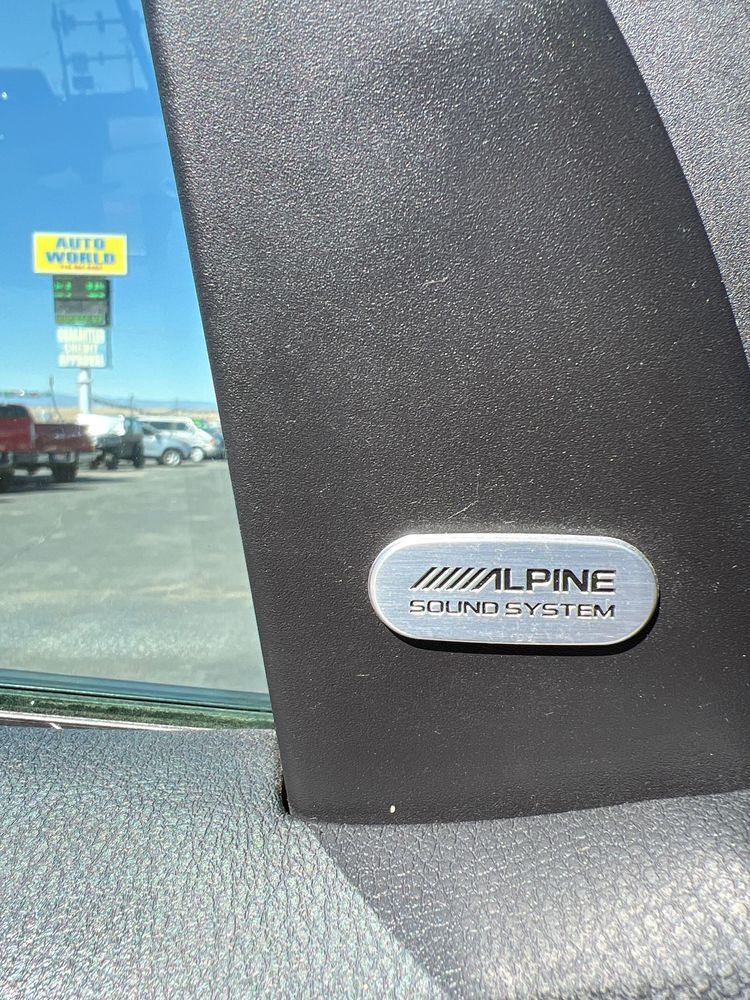 AUTO
WORLD
GUARANTEED
CREDIT
APPROVAL
ALPINE
SOUND SYSTEM